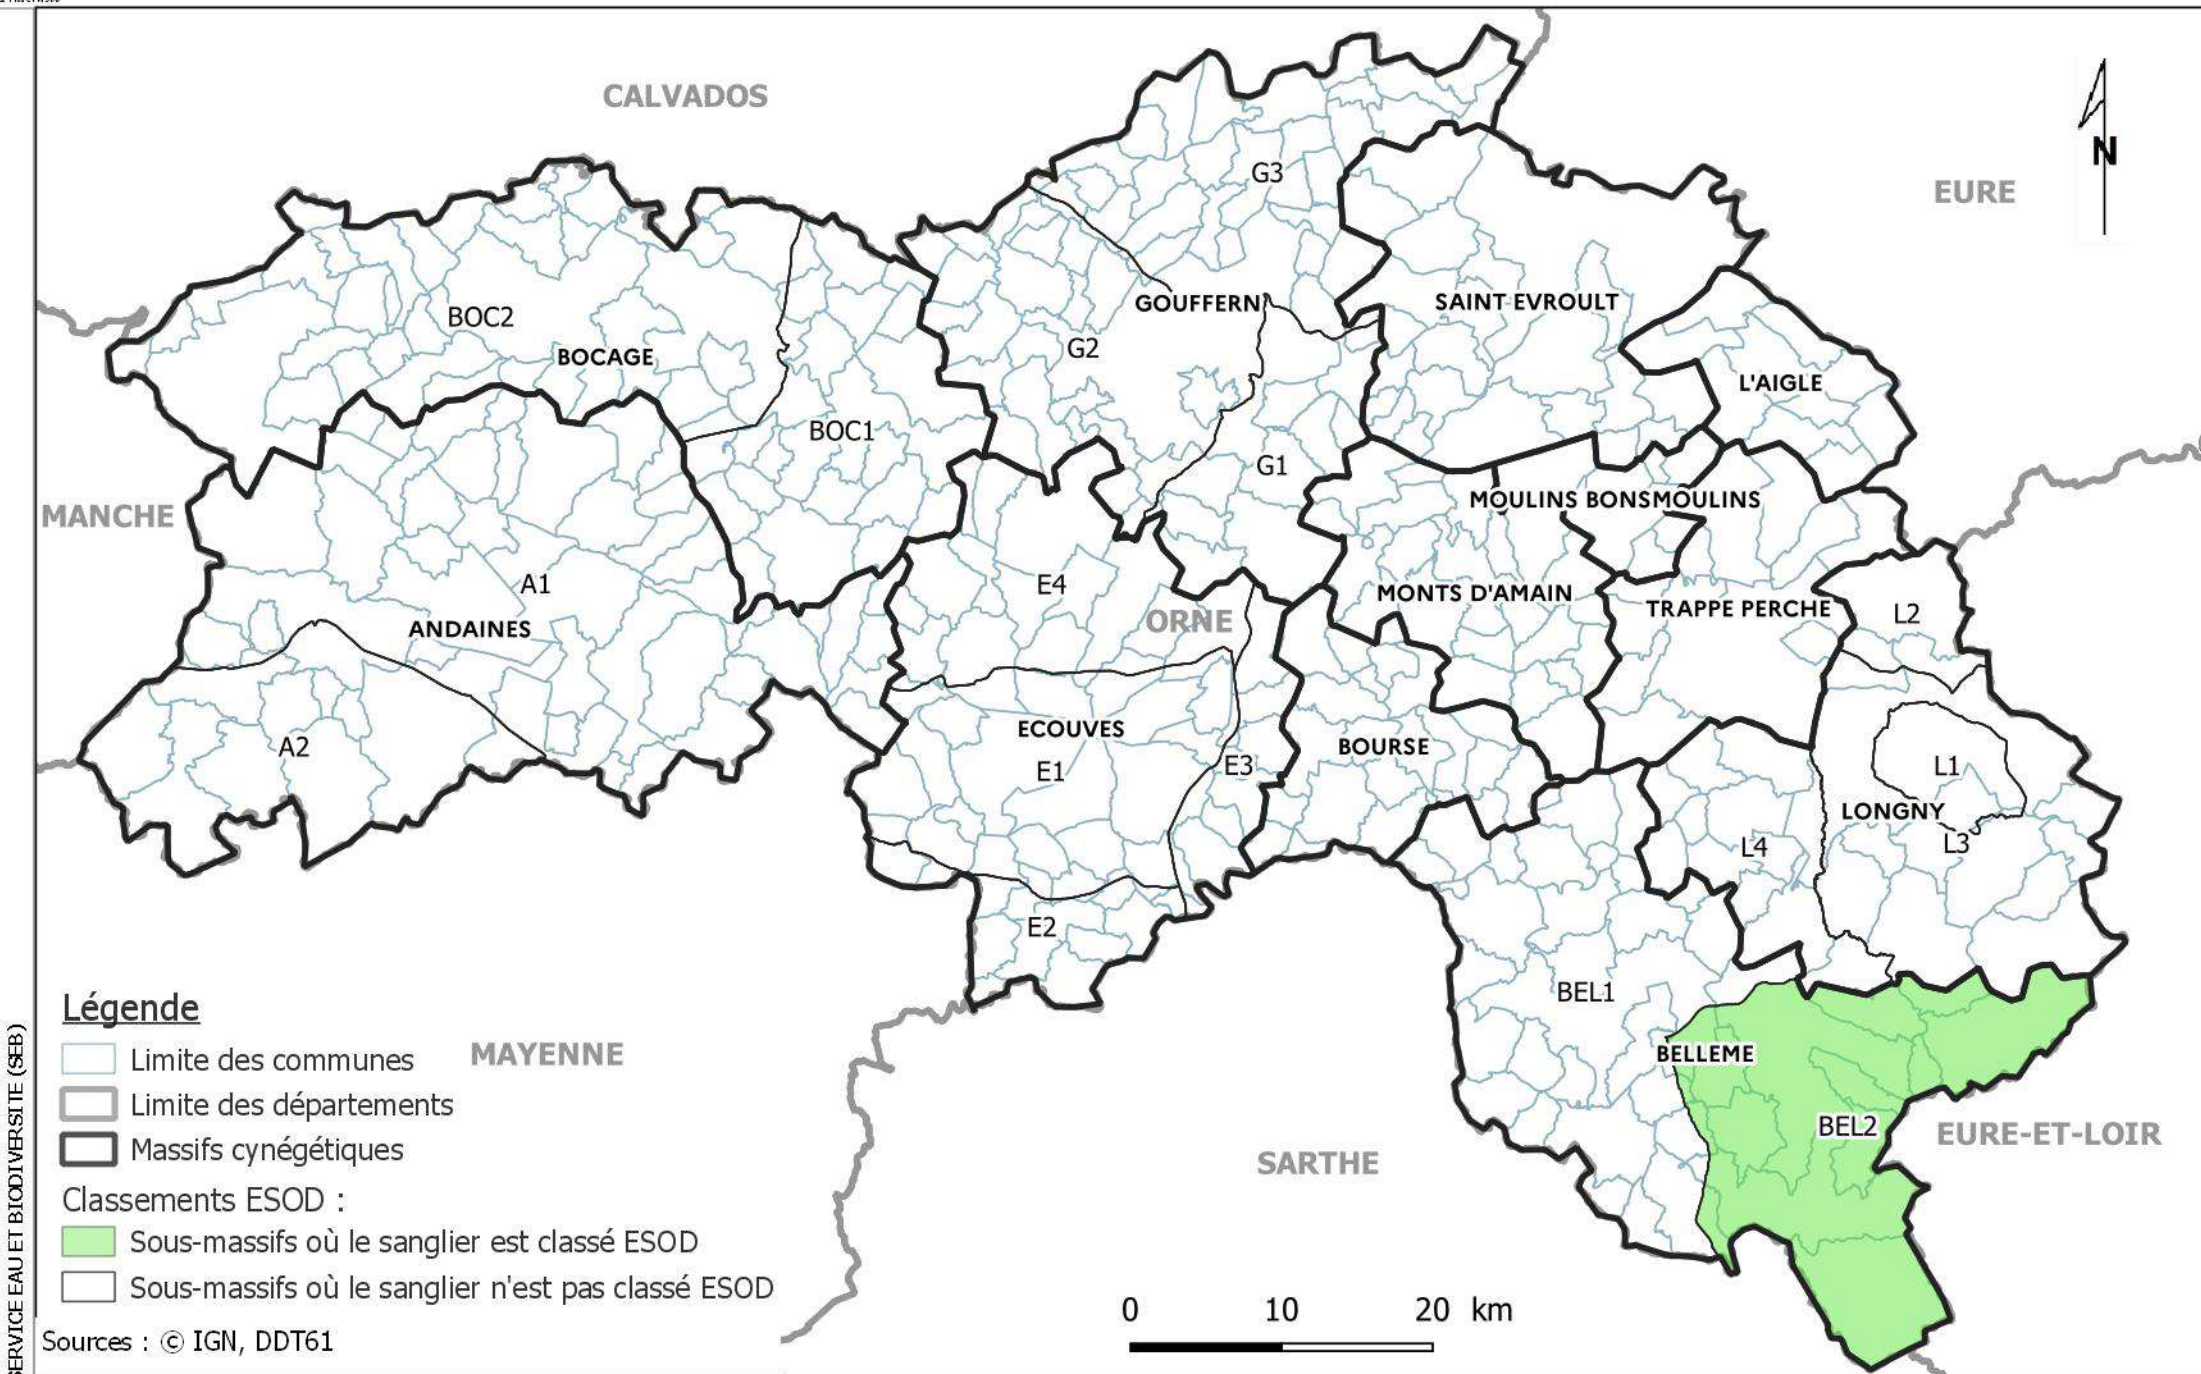 CALVADOS
EURE
N
G3
BOC2
BOCAGE
GOUFFERN
SAINT EVROULT
G2
L'AIGLE
BOC1
G1
MANCHE
MOULINS BONSMOULINS
A1
ANDAINES
E4
ORNE
MONTS D'AMAIN
TRAPPE PERCHE
L2
A2
ECOUVES
E1
E3
BOURSE
L1
LONGNY
L3
L4
E2
BEL1
BELLEME
BEL2
EURE-ET-LOIR
MAYENNE
SARTHE
Légende
Limite des communes
Limite des départements
Massifs cynégétiques
Classements ESOD :
Sous-massifs où le sanglier est classé ESOD
Sous-massifs où le sanglier n'est pas classé ESOD
0 10 20 km
Sources : © IGN, DDT61
SERVICE EAU ET BIODIVERSITE (SEB)